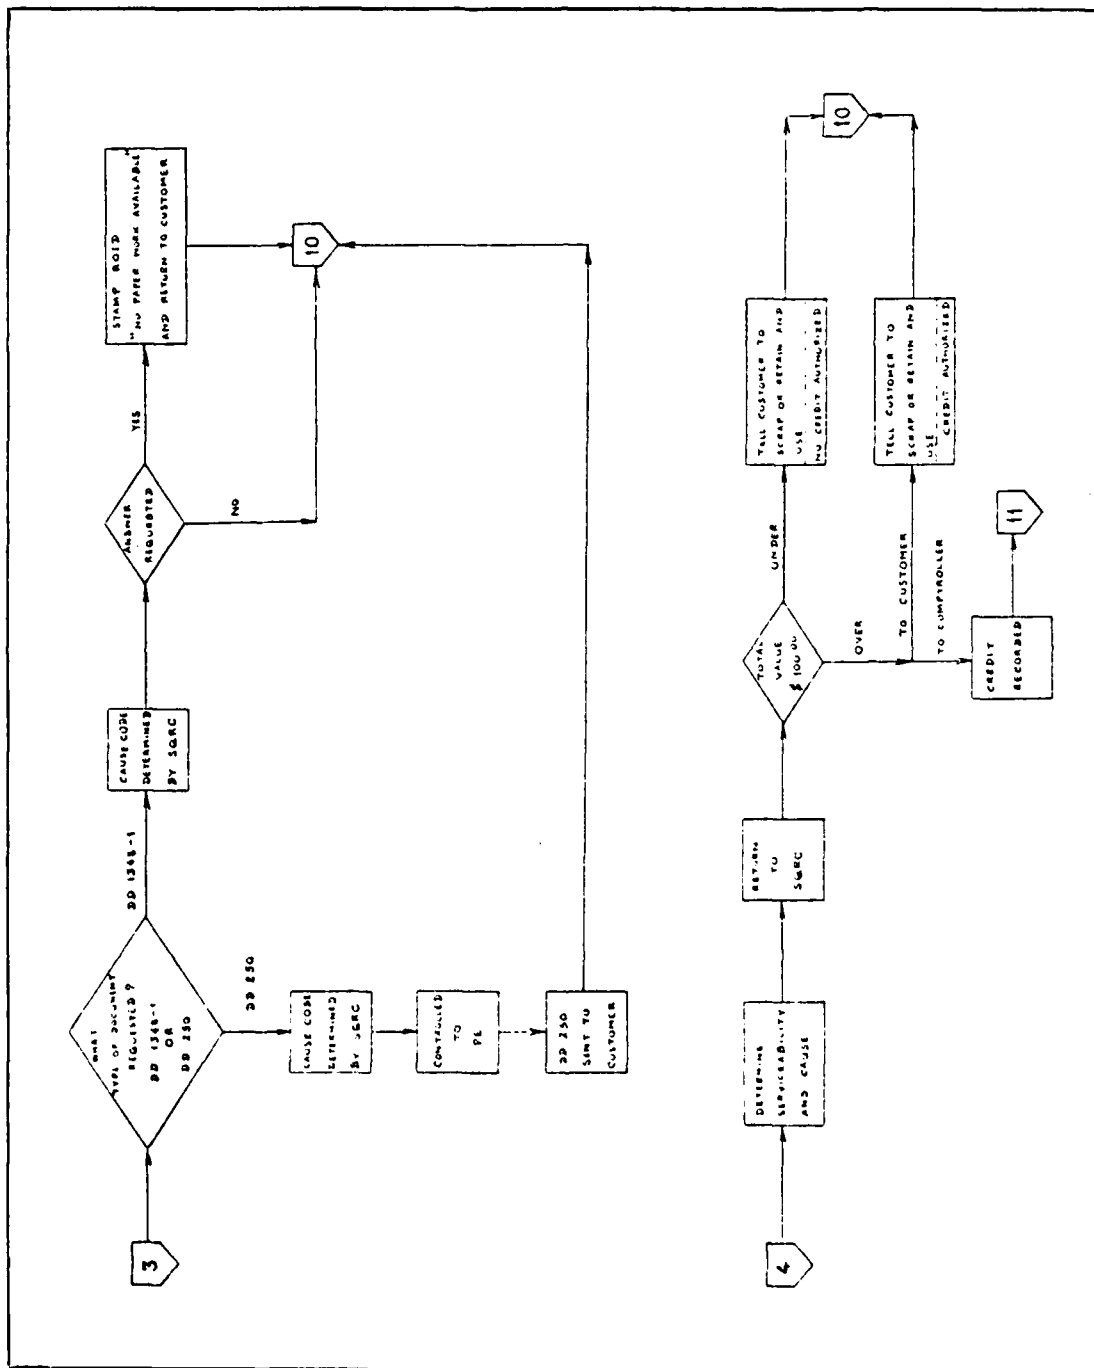 3
WHAT
TYPE OF DOCUMENT
REQUESTED ?
DD 1348-1
OR
DD 250
DD 1348-1
CAUSE CODE
DETERMINED
BY SQRC
ANSWER
REQUESTED
YES
STAMP ROID
"NO PAPER WORK AVAILABLE"
AND RETURN TO CUSTOMER
NO
10
DD 250
CAUSE CODE
DETERMINED
BY SQRC
CONTROLLED
TO
PE
DD 250
SENT TO
CUSTOMER
4
DETERMINE
SERVICEABILITY
AND CAUSE
RETURN
TO
SQRC
TOTAL
VALUE
$ 100.00
UNDER
TELL CUSTOMER TO
SCRAP OR RETAIN AND
USE
NO CREDIT AUTHORIZED
10
OVER
TO CUSTOMER
TELL CUSTOMER TO
SCRAP OR RETAIN AND
USE
CREDIT AUTHORIZED
TO COMPTROLLER
CREDIT
RECORDED
11